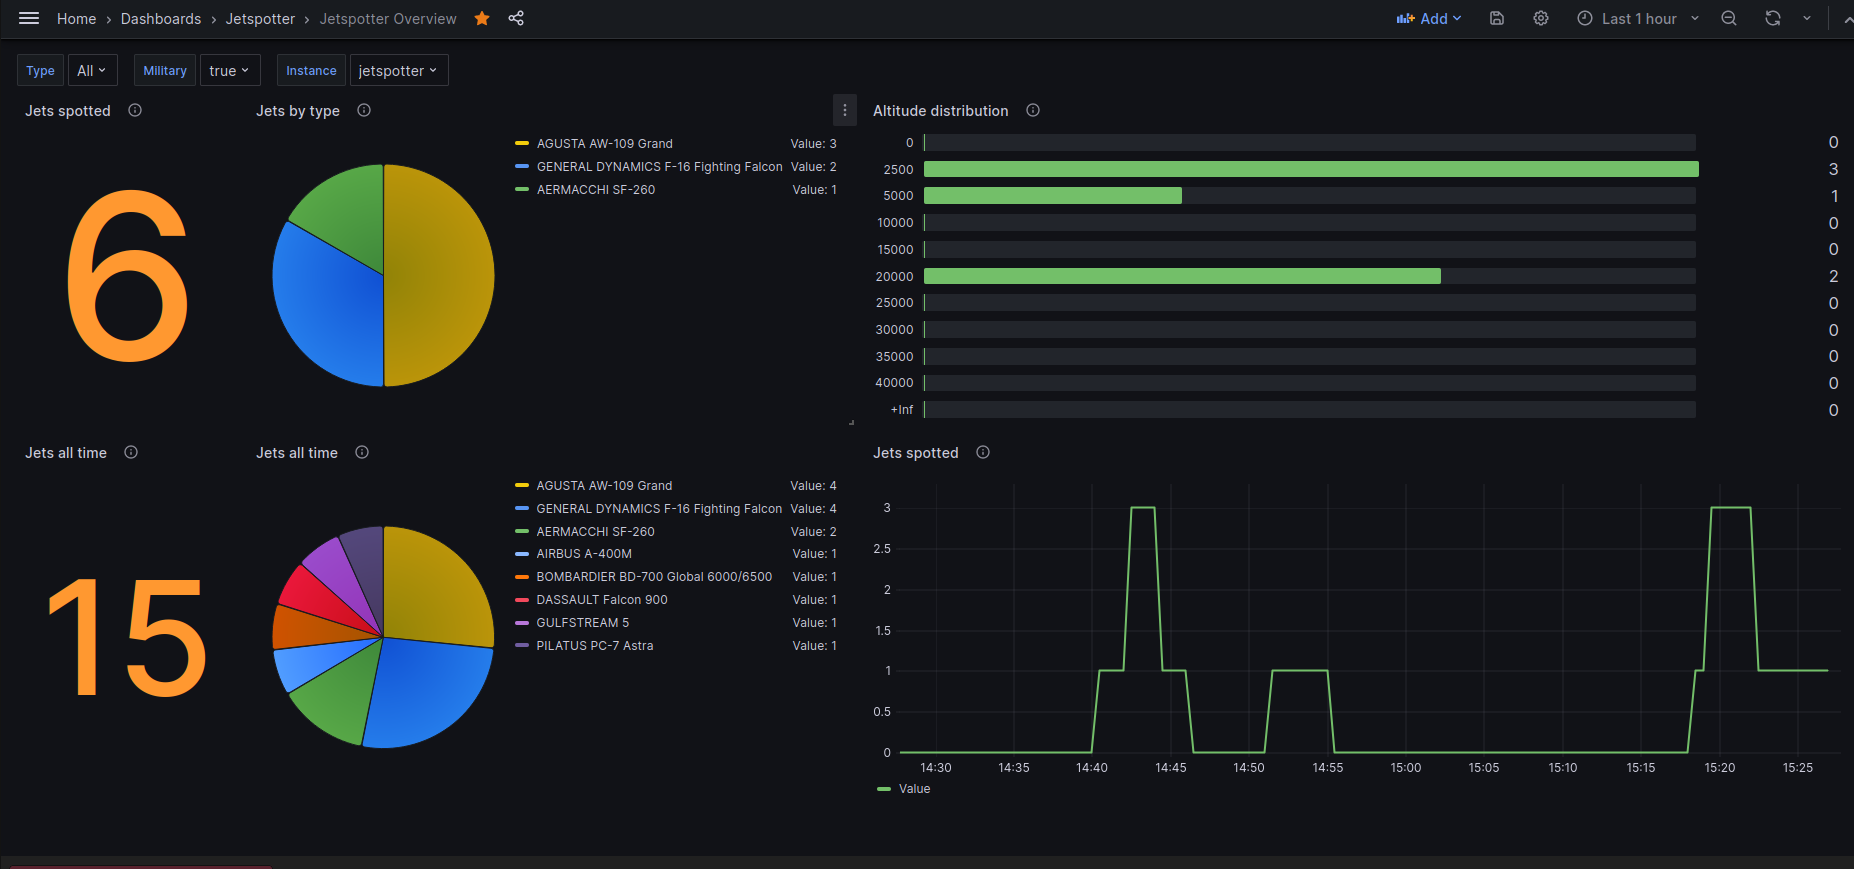 Home › Dashboards › Jetspotter › Jetspotter Overview
Add
Last 1 hour
Type All Military true Instance jetspotter
Jets spotted
6
Jets by type
AGUSTA AW-109 Grand Value: 3
GENERAL DYNAMICS F-16 Fighting Falcon Value: 2
AERMACCHI SF-260 Value: 1
Altitude distribution
0 0
2500 3
5000 1
10000 0
15000 0
20000 2
25000 0
30000 0
35000 0
40000 0
+Inf 0
Jets all time
15
Jets all time
AGUSTA AW-109 Grand Value: 4
GENERAL DYNAMICS F-16 Fighting Falcon Value: 4
AERMACCHI SF-260 Value: 2
AIRBUS A-400M Value: 1
BOMBARDIER BD-700 Global 6000/6500 Value: 1
DASSAULT Falcon 900 Value: 1
GULFSTREAM 5 Value: 1
PILATUS PC-7 Astra Value: 1
Jets spotted
3
2.5
2
1.5
1
0.5
0
14:30 14:35 14:40 14:45 14:50 14:55 15:00 15:05 15:10 15:15 15:20 15:25
Value